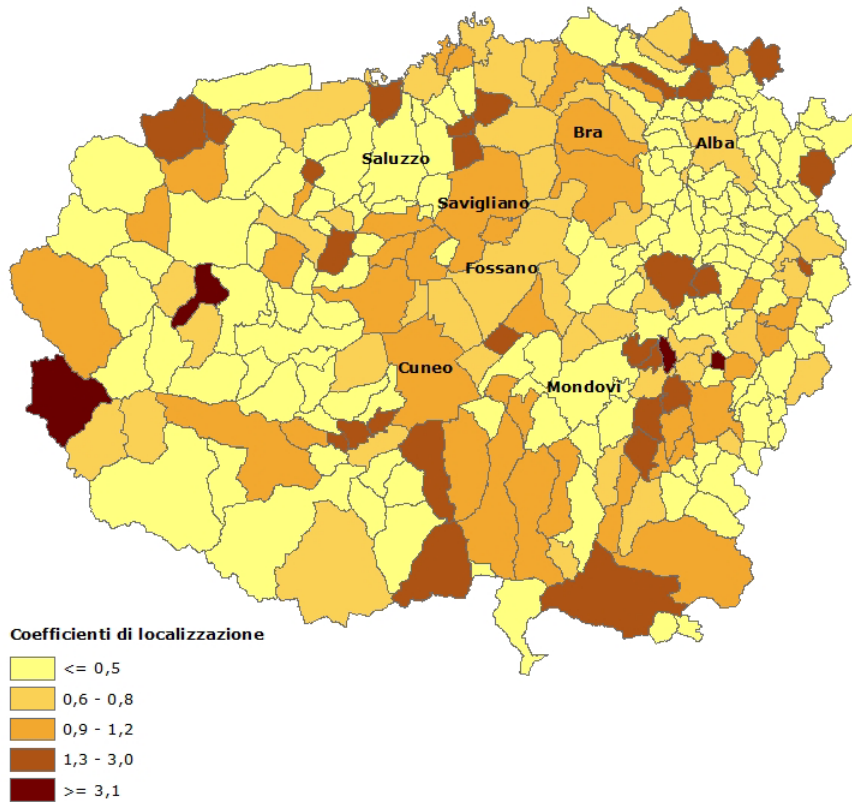 Bra
Alba
Saluzzo
Savigliano
Fossano
Cuneo
Mondovì
Coefficienti di localizzazione
<= 0,5
0,6 - 0,8
0,9 - 1,2
1,3 - 3,0
>= 3,1